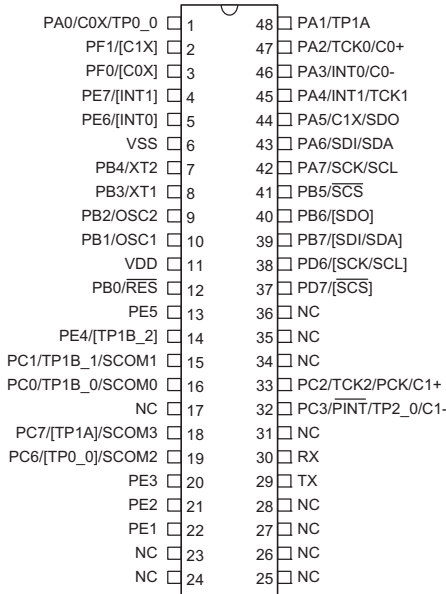 PA0/C0X/TP0_0 1 48 PA1/TP1A
PF1/[C1X] 2 47 PA2/TCK0/C0+
PF0/[C0X] 3 46 PA3/INT0/C0-
PE7/[INT1] 4 45 PA4/INT1/TCK1
PE6/[INT0] 5 44 PA5/C1X/SDO
VSS 6 43 PA6/SDI/SDA
PB4/XT2 7 42 PA7/SCK/SCL
PB3/XT1 8 41 PB5/SCS
PB2/OSC2 9 40 PB6/[SDO]
PB1/OSC1 10 39 PB7/[SDI/SDA]
VDD 11 38 PD6/[SCK/SCL]
PB0/RES 12 37 PD7/[SCS]
PE5 13 36 NC
PE4/[TP1B_2] 14 35 NC
PC1/TP1B_1/SCOM1 15 34 NC
PC0/TP1B_0/SCOM0 16 33 PC2/TCK2/PCK/C1+
NC 17 32 PC3/PINT/TP2_0/C1-
PC7/[TP1A]/SCOM3 18 31 NC
PC6/[TP0_0]/SCOM2 19 30 RX
PE3 20 29 TX
PE2 21 28 NC
PE1 22 27 NC
NC 23 26 NC
NC 24 25 NC